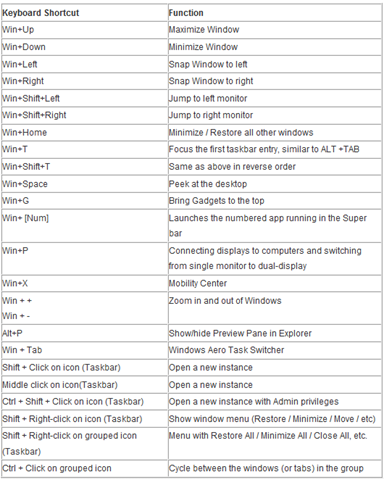 Keyboard Shortcut Function
Win+Up Maximize Window
Win+Down Minimize Window
Win+Left Snap Window to left
Win+Right Snap Window to right
Win+Shift+Left Jump to left monitor
Win+Shift+Right Jump to right monitor
Win+Home Minimize / Restore all other windows
Win+T Focus the first taskbar entry, similar to ALT +TAB
Win+Shift+T Same as above in reverse order
Win+Space Peek at the desktop
Win+G Bring Gadgets to the top
Win+ [Num] Launches the numbered app running in the Super
bar
Win+P Connecting displays to computers and switching
from single monitor to dual-display
Win+X Mobility Center
Win + + Zoom in and out of Windows
Win + -
Alt+P Show/hide Preview Pane in Explorer
Win + Tab Windows Aero Task Switcher
Shift + Click on icon (Taskbar) Open a new instance
Middle click on icon(Taskbar) Open a new instance
Ctrl + Shift + Click on icon (Taskbar) Open a new instance with Admin privileges
Shift + Right-click on icon (Taskbar) Show window menu (Restore / Minimize / Move / etc)
Shift + Right-click on grouped icon Menu with Restore All / Minimize All / Close All, etc.
(Taskbar)
Ctrl + Click on grouped icon Cycle between the windows (or tabs) in the group